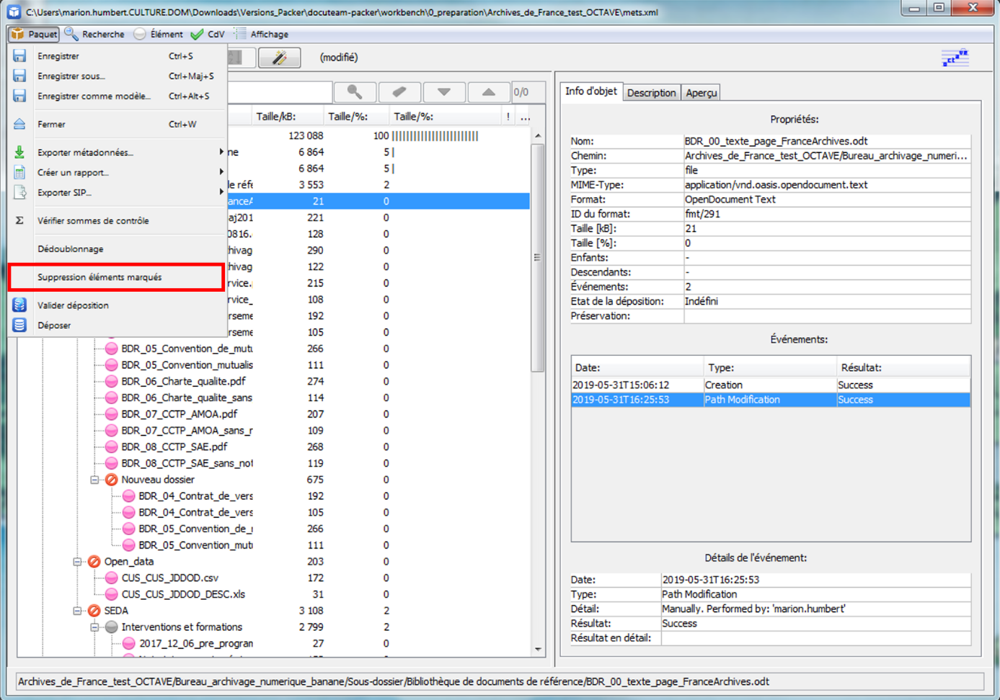 C:\Users\marion.humbert.CULTURE.DOM\Downloads\Versions_Packer\docuteam-packer\workbench\0_preparation\Archives_de_France_test_OCTAVE\mets.xml
Paquet Recherche Élément CdV Affichage
(modifié)
Enregistrer Ctrl+S
Enregistrer sous... Ctrl+Maj+S
Enregistrer comme modèle... Ctrl+Alt+S
Fermer Ctrl+W
Exporter métadonnées...
Créer un rapport...
Exporter SIP...
Vérifier sommes de contrôle
Dédoublonnage
Suppression éléments marqués
Valider déposition
Déposer
0/0
Taille/kB: Taille/%: Taille/%: ! ...
123 088 100
ne 6 864 5
6 864 5
le réfé 3 553 2
anceA 21 0
aj201 221 0
0816. 128 0
hivag 290 0
hivag 122 0
rvice. 215 0
rvice_ 108 0
rseme 192 0
rseme 105 0
BDR_05_Convention_de_mutu 266 0
BDR_05_Convention_mutualis 111 0
BDR_06_Charte_qualite.pdf 274 0
BDR_06_Charte_qualite_sans 114 0
BDR_07_CCTP_AMOA.pdf 207 0
BDR_07_CCTP_AMOA_sans_r 109 0
BDR_08_CCTP_SAE.pdf 268 0
BDR_08_CCTP_SAE_sans_not 119 0
Nouveau dossier 675 0
BDR_04_Contrat_de_vers 192 0
BDR_04_Contrat_de_vers 105 0
BDR_05_Convention_de_r 266 0
BDR_05_Convention_mutu 111 0
Open_data 203 0
CUS_CUS_JDDOD.csv 172 0
CUS_CUS_JDDOD_DESC.xls 31 0
SEDA 3 108 2
Interventions et formations 2 799 2
2017_12_06_pre_program 27 0
Info d'objet Description Aperçu
Propriétés:
Nom: BDR_00_texte_page_FranceArchives.odt
Chemin: Archives_de_France_test_OCTAVE/Bureau_archivage_numeri...
Type: file
MIME-Type: application/vnd.oasis.opendocument.text
Format: OpenDocument Text
ID du format: fmt/291
Taille [kB]: 21
Taille [%]: 0
Enfants: -
Descendants: -
Événements: 2
Etat de la déposition: Indéfini
Préservation:
Événements:
Date: Type: Résultat:
2019-05-31T15:06:12 Creation Success
2019-05-31T16:25:53 Path Modification Success
Détails de l'événement:
Date: 2019-05-31T16:25:53
Type: Path Modification
Détail: Manually. Performed by: 'marion.humbert'
Résultat: Success
Résultat en détail:
Archives_de_France_test_OCTAVE/Bureau_archivage_numerique_banane/Sous-dossier/Bibliothèque de documents de référence/BDR_00_texte_page_FranceArchives.odt